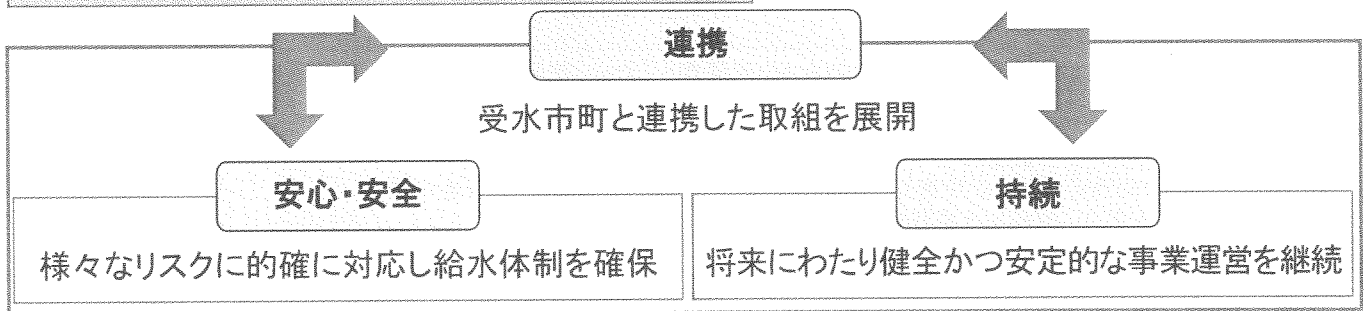 連携
受水市町と連携した取組を展開
安心・安全
様々なリスクに的確に対応し給水体制を確保
持続
将来にわたり健全かつ安定的な事業運営を継続